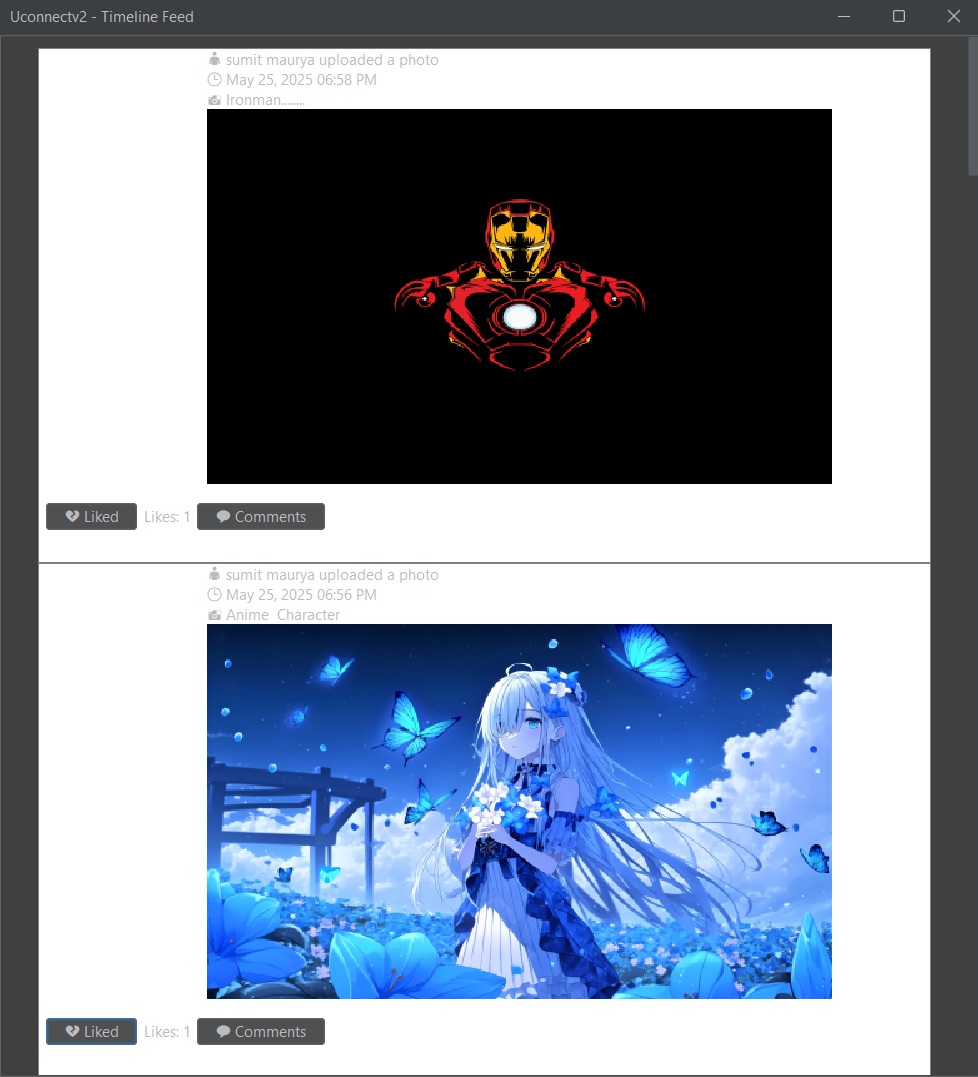 Uconnectv2 - Timeline Feed
sumit maurya uploaded a photo
May 25, 2025 06:58 PM
Ironman........
Liked Likes: 1 Comments
sumit maurya uploaded a photo
May 25, 2025 06:56 PM
Anime Character
Liked Likes: 1 Comments